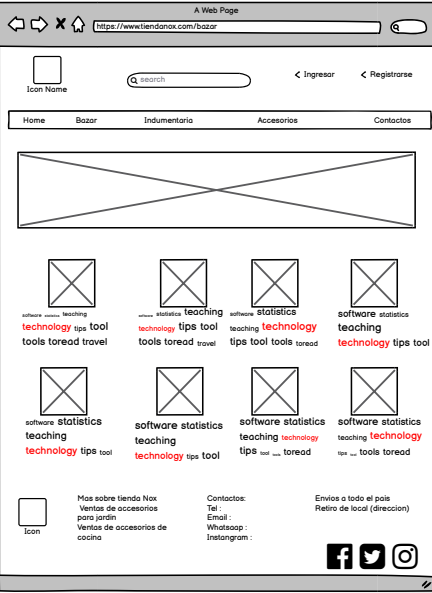 A Web Page
https://www.tiendanox.com/bazar
Icon Name
search
Ingresar
Registrarse
Home Bazar Indumentaria Accesorios Contactos
software statistics teaching
technology tips tool
tools toread travel
software statistics teaching
technology tips tool
tools toread travel
software statistics
teaching technology
tips tool tools toread
software statistics
teaching
technology tips tool
software statistics
teaching
technology tips tool
software statistics
teaching
technology tips tool
software statistics
teaching technology
tips tool tools toread
software statistics
teaching technology
tips tool tools toread
Icon
Mas sobre tienda Nox
Ventas de accesorios
para jardin
Ventas de accesorios de
cocina
Contactos:
Tel :
Email :
Whatsaap :
Instangram :
Envios a todo el pais
Retiro de local (direccion)